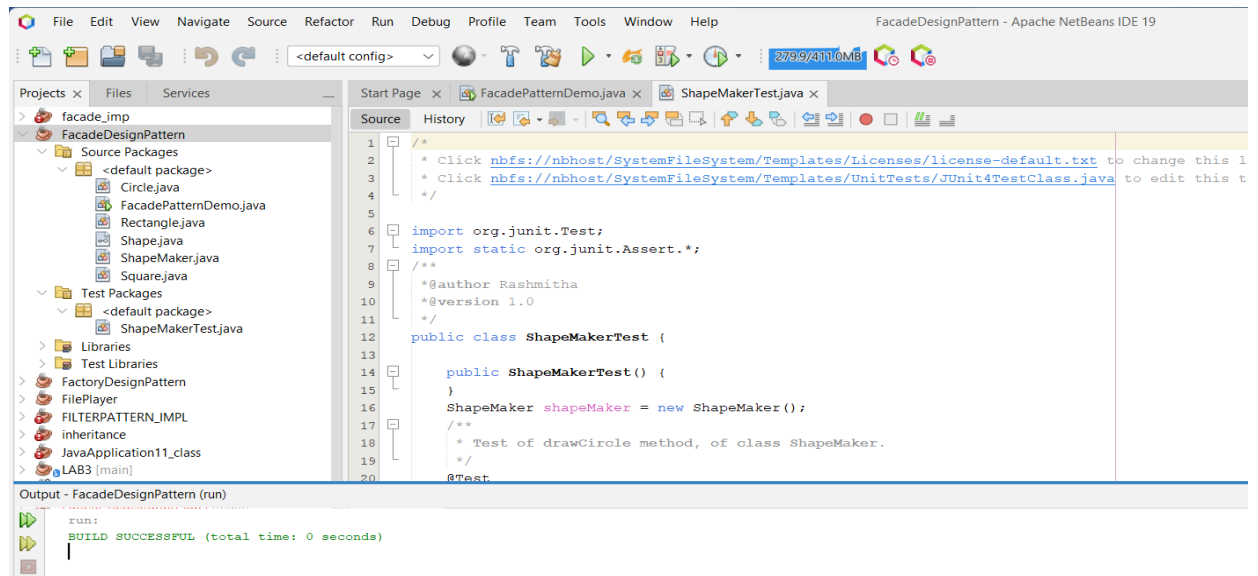 File Edit View Navigate Source Refactor Run Debug Profile Team Tools Window Help FacadeDesignPattern - Apache NetBeans IDE 19
<default config> 279.9/411.0MB
Projects Files Services
facade_imp
FacadeDesignPattern
Source Packages
<default package>
Circle.java
FacadePatternDemo.java
Rectangle.java
Shape.java
ShapeMaker.java
Square.java
Test Packages
<default package>
ShapeMakerTest.java
Libraries
Test Libraries
FactoryDesignPattern
FilePlayer
FILTERPATTERN_IMPL
inheritance
JavaApplication11_class
LAB3 [main]
Start Page FacadePatternDemo.java ShapeMakerTest.java
Source History
1 /*
2 * Click nbfs://nbhost/SystemFileSystem/Templates/Licenses/license-default.txt to change this l
3 * Click nbfs://nbhost/SystemFileSystem/Templates/UnitTests/JUnit4TestClass.java to edit this t
4 */
5
6 import org.junit.Test;
7 import static org.junit.Assert.*;
8 /**
9 *@author Rashmitha
10 *@version 1.0
11 */
12 public class ShapeMakerTest {
13
14 public ShapeMakerTest() {
15 }
16 ShapeMaker shapeMaker = new ShapeMaker();
17 /**
18 * Test of drawCircle method, of class ShapeMaker.
19 */
20 @Test
Output - FacadeDesignPattern (run)
run:
BUILD SUCCESSFUL (total time: 0 seconds)